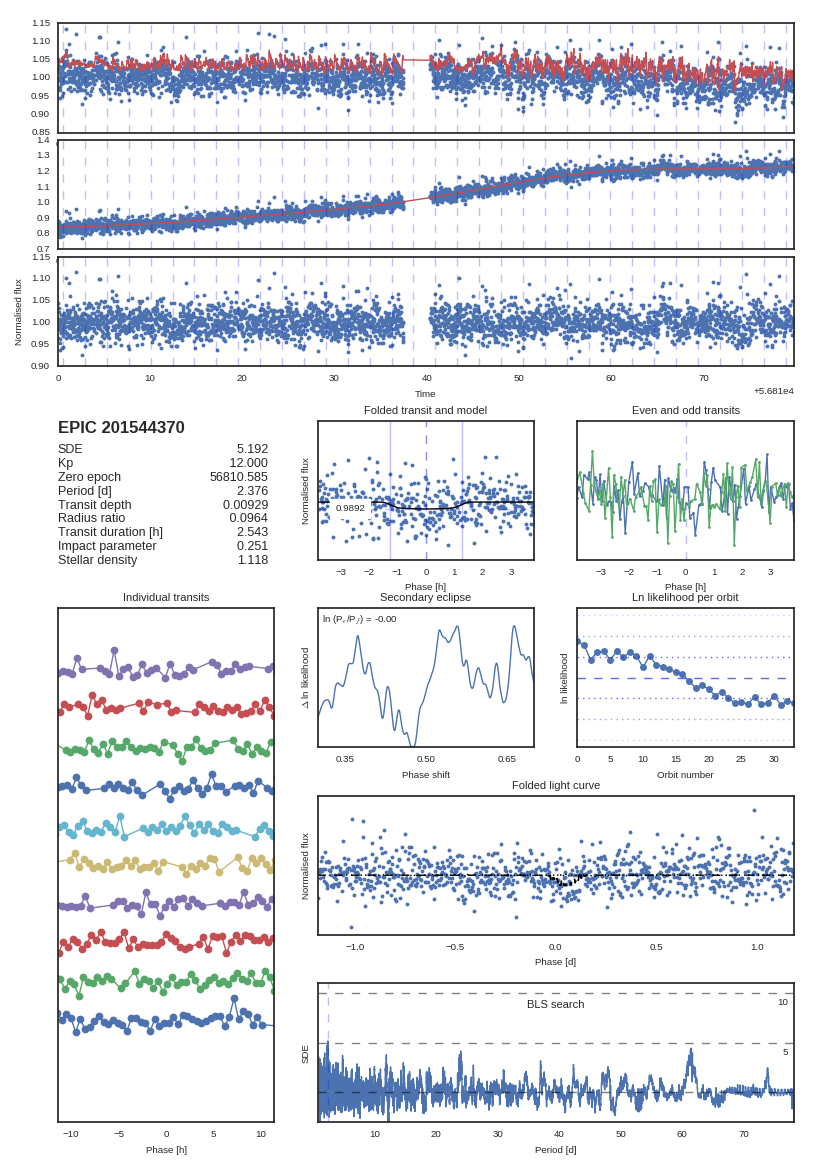 1.15
1.10
1.05
1.00
0.95
0.90
0.85
1.4
1.3
1.2
1.1
1.0
0.9
0.8
0.7
1.15
1.10
1.05
1.00
0.95
0.90
Normalised flux
0 10 20 30 40 50 60 70
Time
+5.681e4
EPIC 201544370
SDE 5.192
Kp 12.000
Zero epoch 56810.585
Period [d] 2.376
Transit depth 0.00929
Radius ratio 0.0964
Transit duration [h] 2.543
Impact parameter 0.251
Stellar density 1.118
Folded transit and model
Normalised flux
0.9892
−3 −2 −1 0 1 2 3
Phase [h]
Even and odd transits
−3 −2 −1 0 1 2 3
Phase [h]
Individual transits
−10 −5 0 5 10
Phase [h]
Secondary eclipse
Δ ln likelihood
0.35 0.50 0.65
Phase shift
Ln likelihood per orbit
ln likelihood
0 5 10 15 20 25 30
Orbit number
Folded light curve
Normalised flux
−1.0 −0.5 0.0 0.5 1.0
Phase [d]
BLS search
SDE
10
5
10 20 30 40 50 60 70
Period [d]